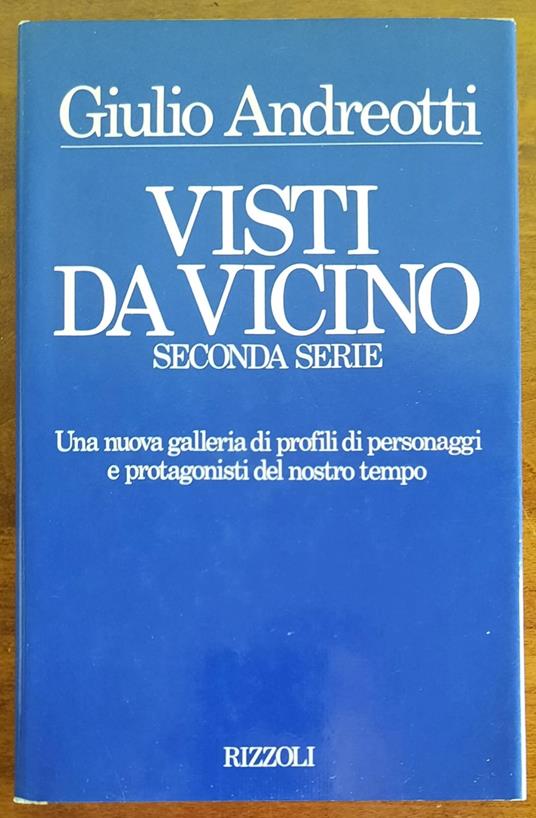 Giulio Andreotti
VISTI
DA VICINO
SECONDA SERIE
Una nuova galleria di profili di personaggi
e protagonisti del nostro tempo
RIZZOLI